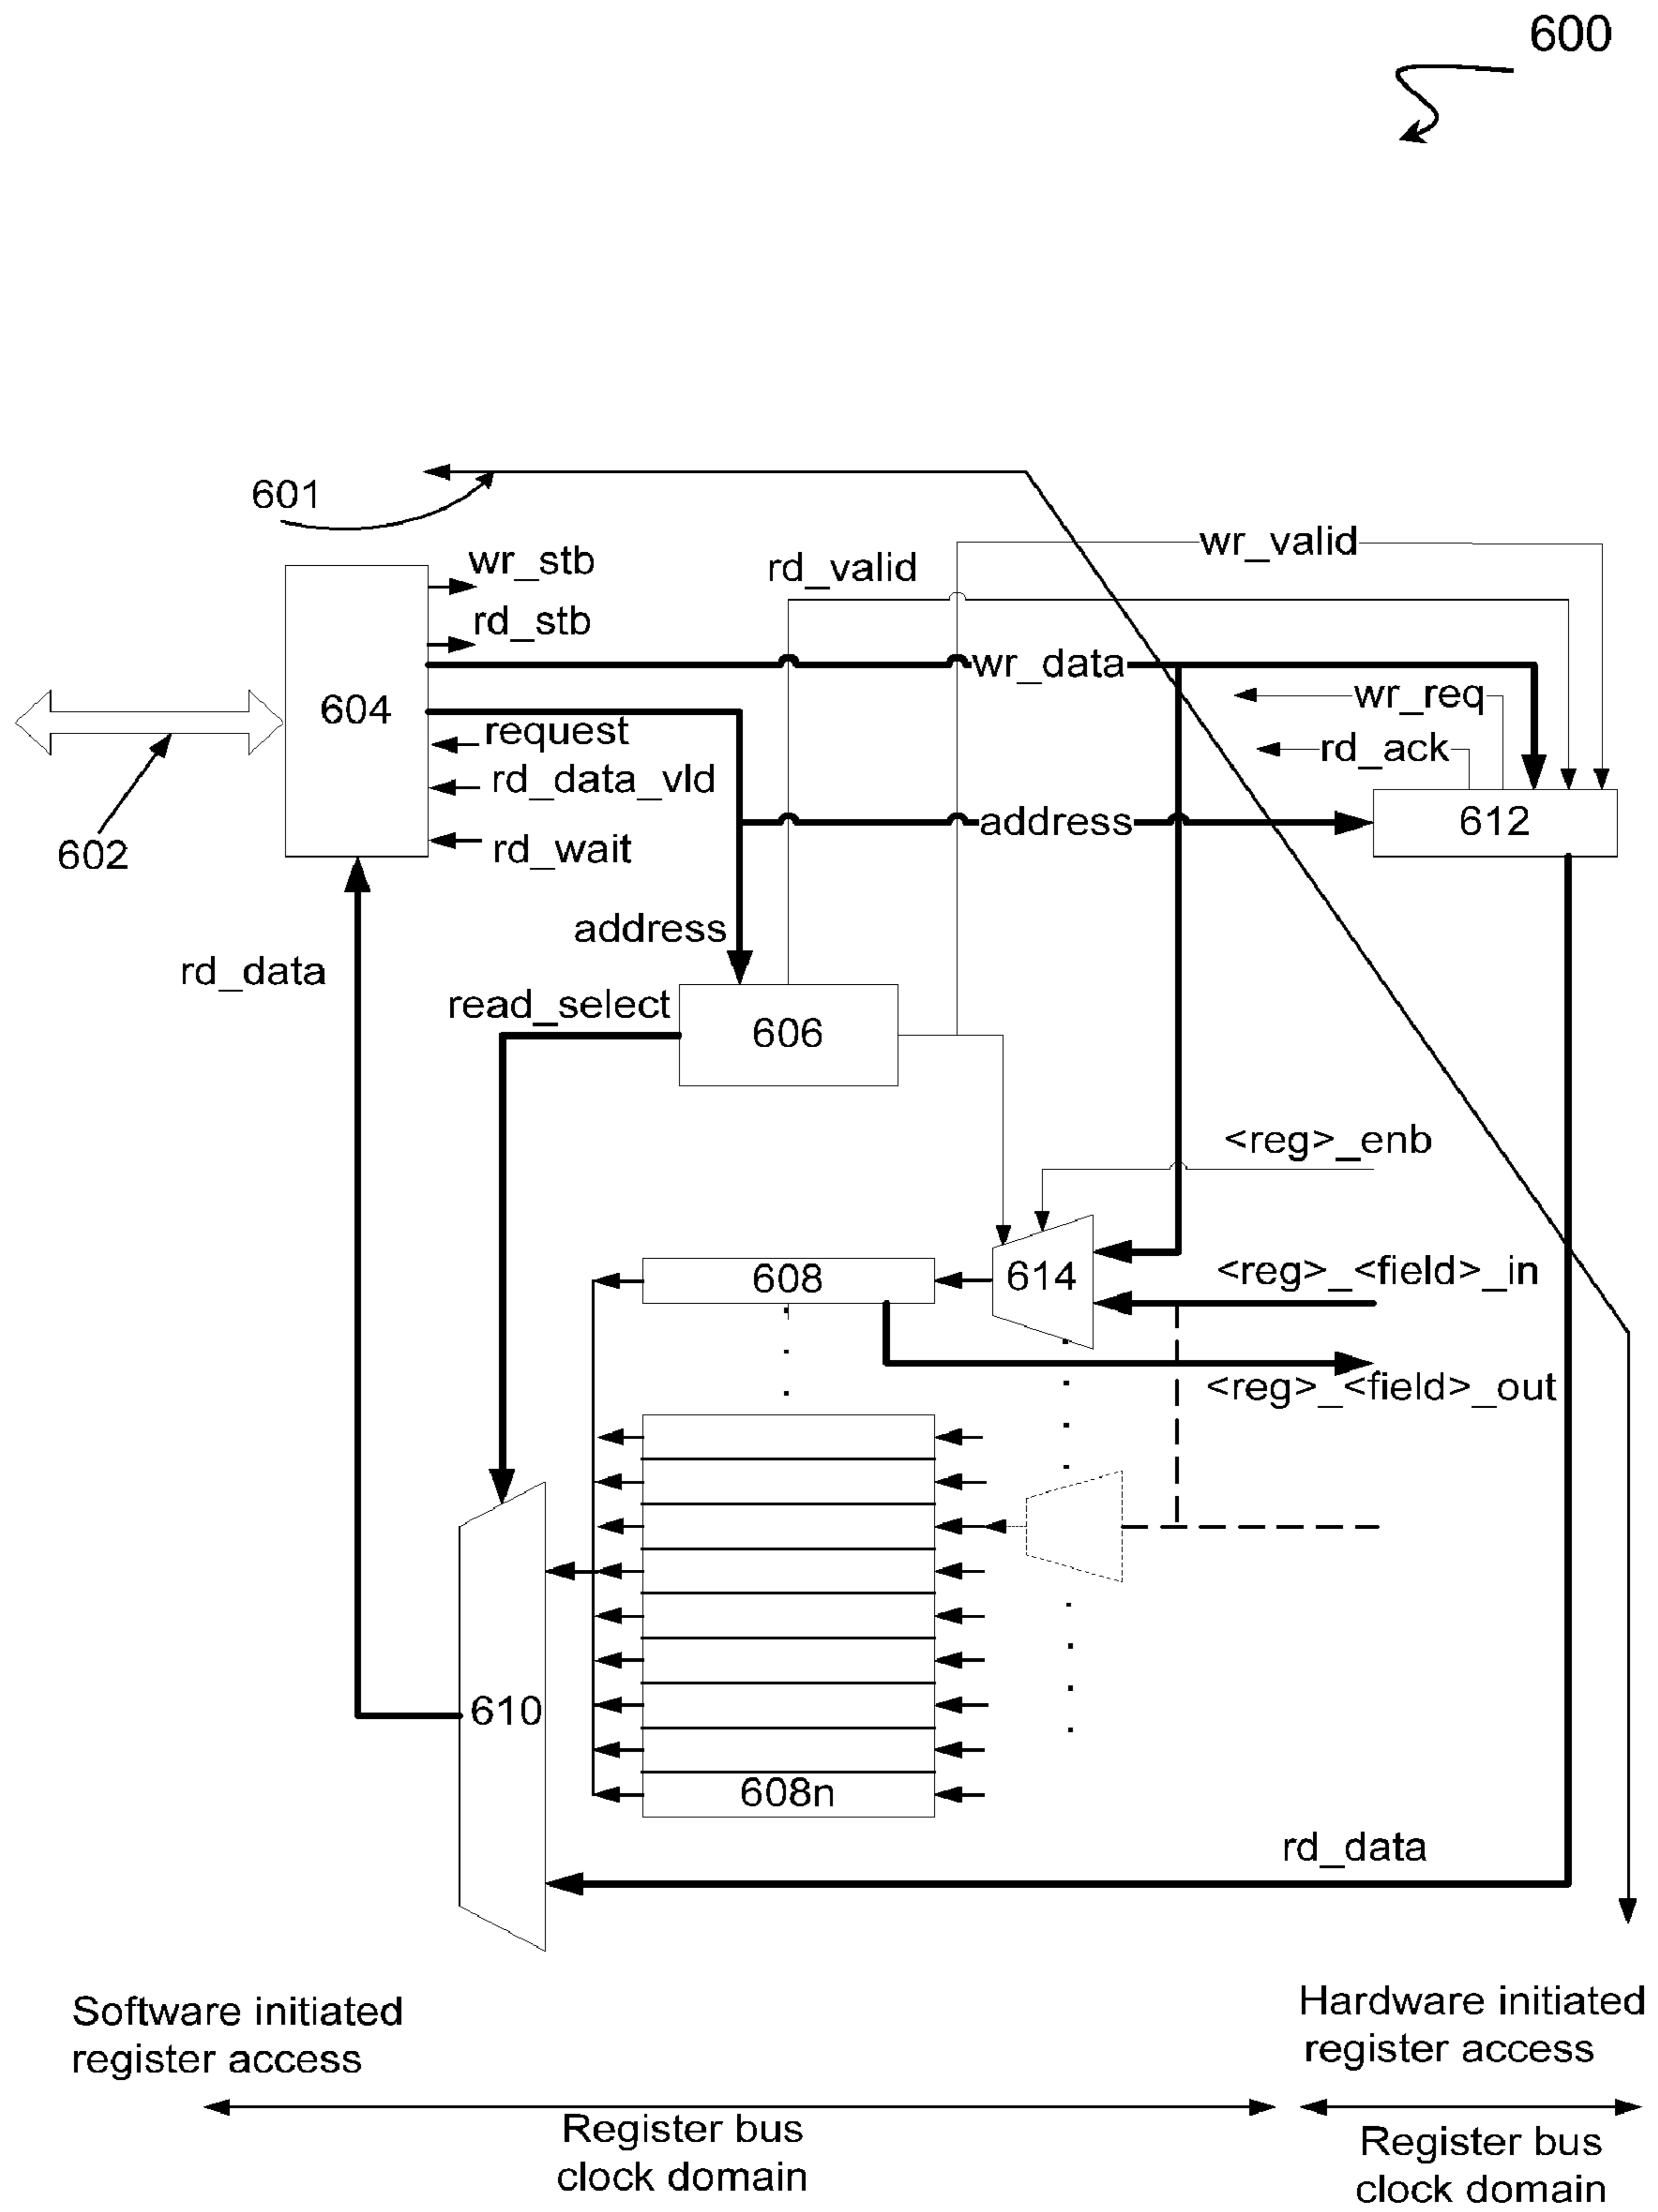 600
601
wr_stb
rd_valid
wr_valid
rd_stb
wr_data
604
wr_req
request
rd_ack
rd_data_vld
address
612
602
rd_wait
address
rd_data
read_select
606
<reg>_enb
608
614
<reg>_<field>_in
<reg>_<field>_out
610
608n
rd_data
Software initiated
register access
Hardware initiated
register access
Register bus
clock domain
Register bus
clock domain